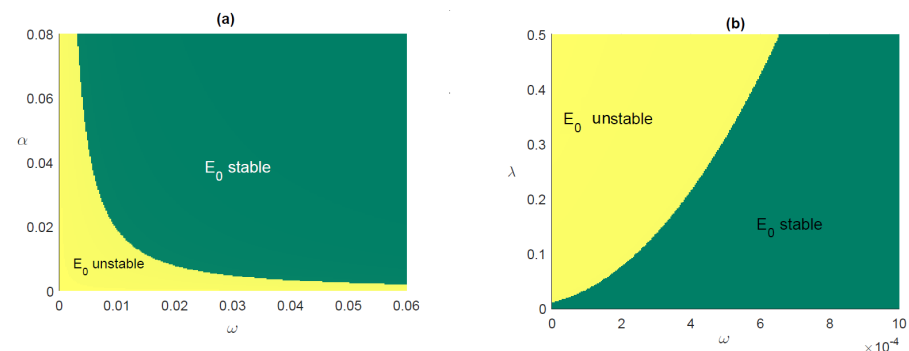 (a)
0.08
0.06
α
0.04
0.02
0
E0 stable
E0 unstable
0 0.01 0.02 0.03 0.04 0.05 0.06
ω
(b)
0.5
0.4
0.3
λ
0.2
0.1
0
E0 unstable
E0 stable
0 2 4 6 8 10
ω
×10-4